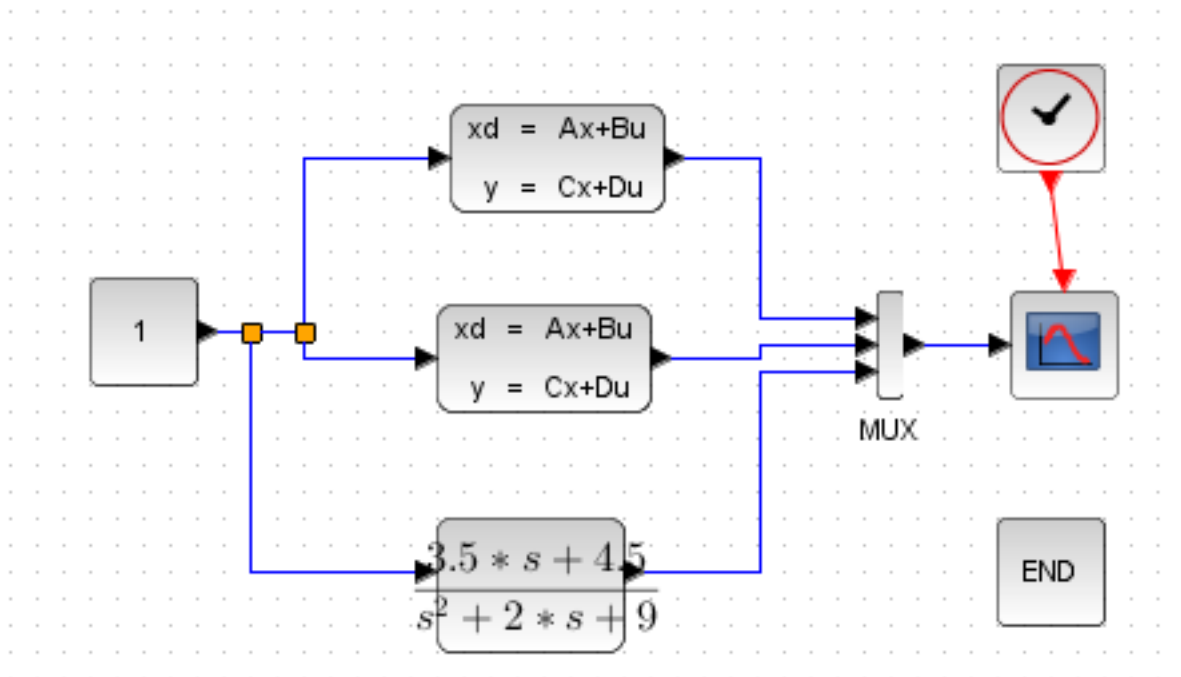 xd = Ax+Bu
y = Cx+Du
1
xd = Ax+Bu
y = Cx+Du
MUX
3.5 ∗ s + 4.5
s² + 2 ∗ s + 9
END